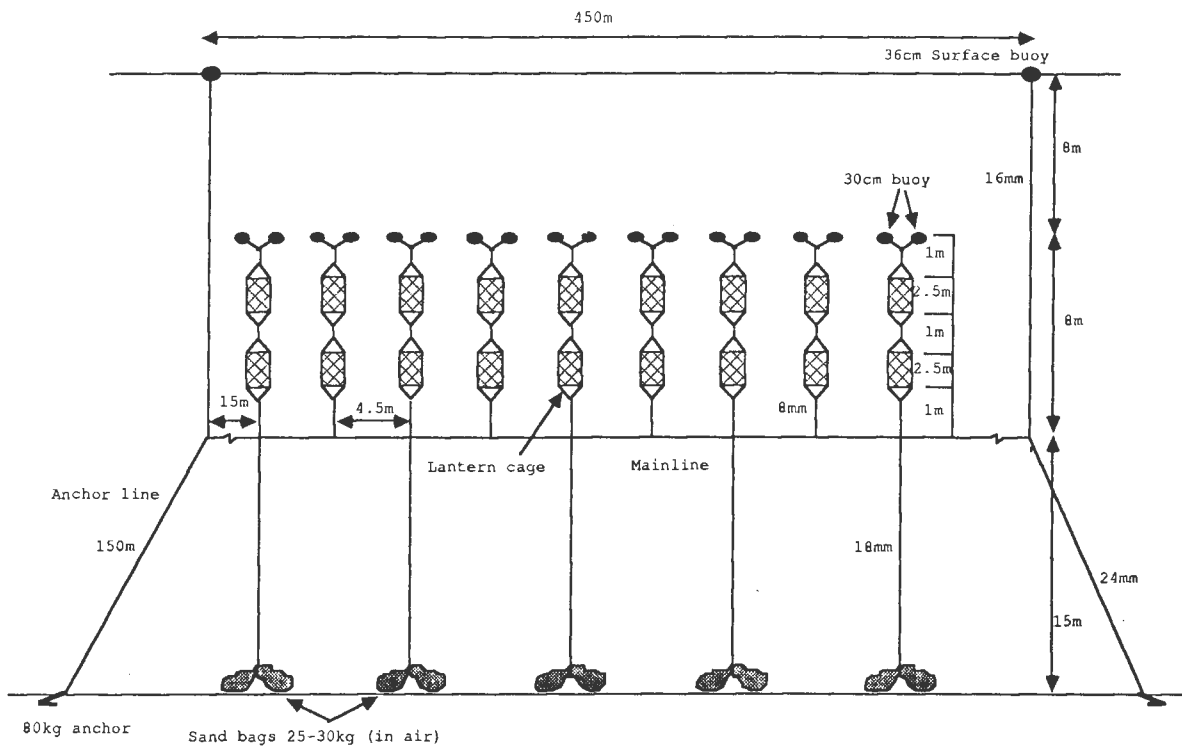 450m
36cm Surface buoy
8m
30cm buoy
16mm
1m
2.5m
8m
1m
2.5m
15m
4.5m
8mm
1m
Lantern cage
Mainline
Anchor line
150m
18mm
24mm
15m
80kg anchor
Sand bags 25-30kg (in air)